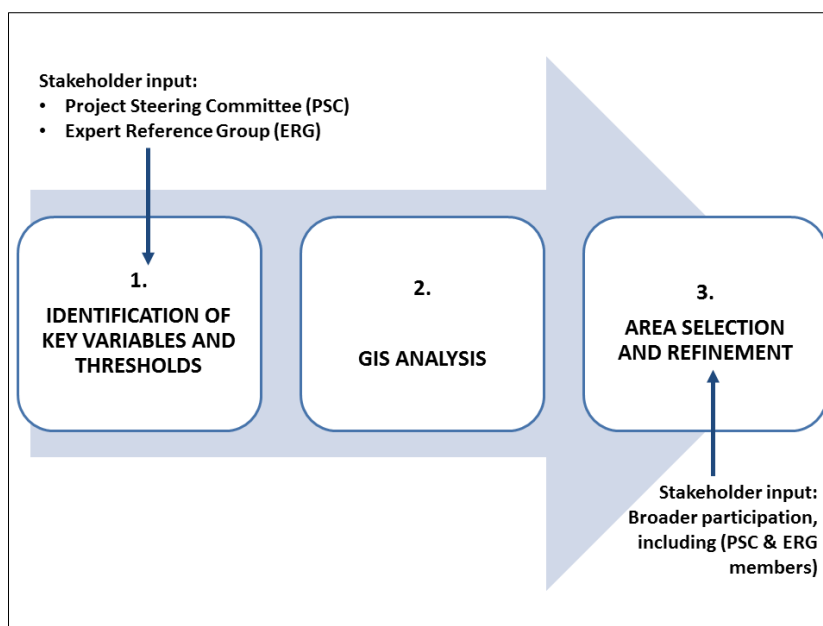 Stakeholder input:
• Project Steering Committee (PSC)
• Expert Reference Group (ERG)
1.
IDENTIFICATION OF
KEY VARIABLES AND
THRESHOLDS
2.
GIS ANALYSIS
3.
AREA SELECTION
AND REFINEMENT
Stakeholder input:
Broader participation,
including (PSC & ERG
members)